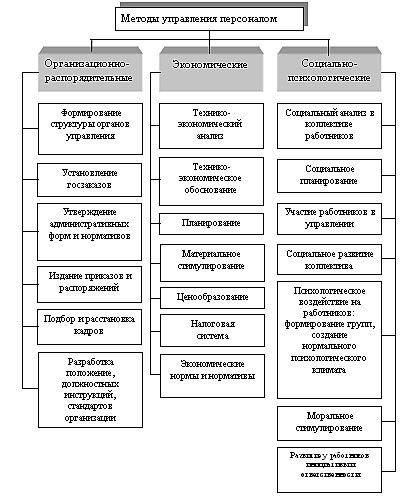 Методы управления персоналом
Организационно-
распорядительные
Формирование
структуры органов
управления
Установление
госзаказов
Утверждение
административных
форм и нормативов
Издание приказов и
распоряжений
Подбор и расстановка
кадров
Разработка
положение,
должностных
инструкций,
стандартов
организации
Экономические
Технико-
экономический
анализ
Технико-
экономическое
обоснование
Планирование
Материальное
стимулирование
Ценообразование
Налоговая
система
Экономические
нормы и нормативы
Социально-
психологические
Социальный анализ в
коллективе
работников
Социальное
планирование
Участие работников в
управлении
Социальное развитие
коллектива
Психологическое
воздействие на
работников:
формирование групп,
создание
нормального
психологического
климата
Моральное
стимулирование
Развитие у работников
инициативы и
ответственности